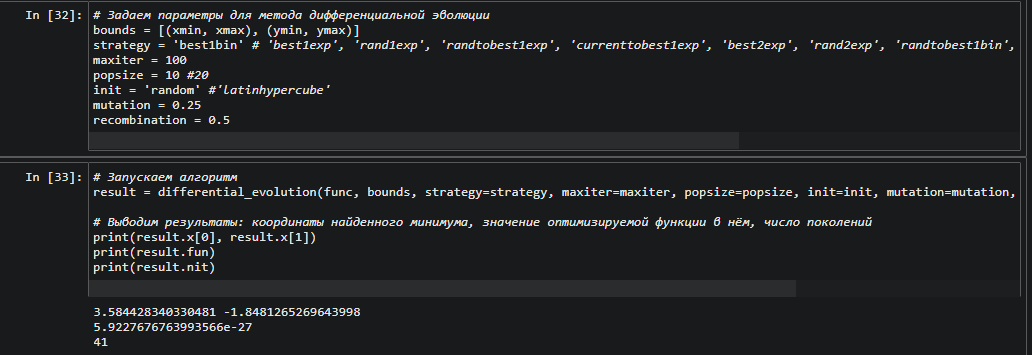 In [32]:
# Задаем параметры для метода дифференциальной эволюции
bounds = [(xmin, xmax), (ymin, ymax)]
strategy = 'best1bin' # 'best1exp', 'rand1exp', 'randtobest1exp', 'currenttobest1exp', 'best2exp', 'rand2exp', 'randtobest1bin',
maxiter = 100
popsize = 10 #20
init = 'random' #'latinhypercube'
mutation = 0.25
recombination = 0.5
In [33]:
# Запускаем алгоритм
result = differential_evolution(func, bounds, strategy=strategy, maxiter=maxiter, popsize=popsize, init=init, mutation=mutation,
# Выводим результаты: координаты найденного минимума, значение оптимизируемой функции в нём, число поколений
print(result.x[0], result.x[1])
print(result.fun)
print(result.nit)
3.584428340330481 -1.8481265269643998
5.9227676763993566e-27
41